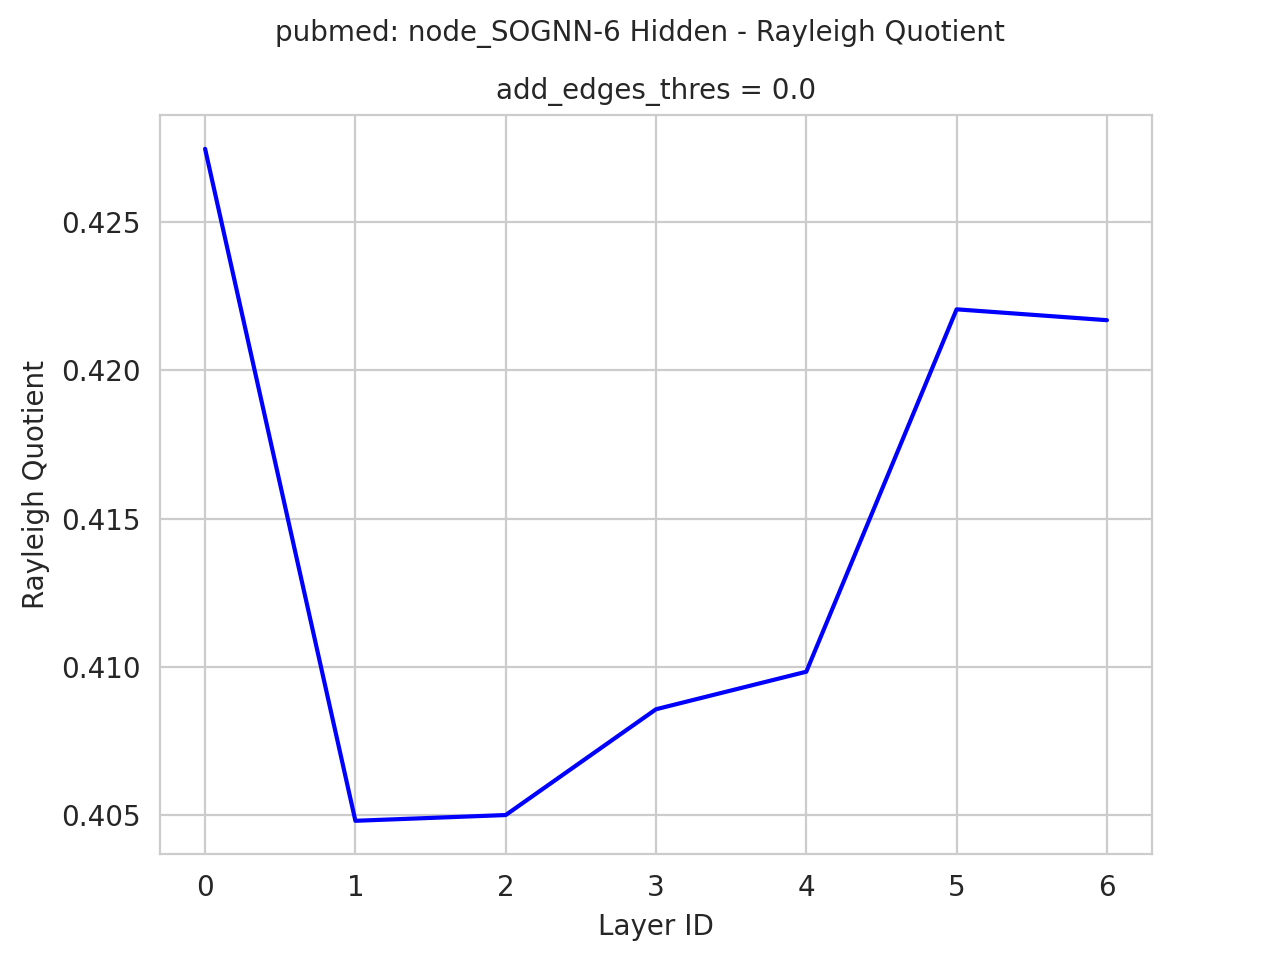 pubmed: node_SOGNN-6 Hidden - Rayleigh Quotient
add_edges_thres = 0.0
Rayleigh Quotient
0.425
0.420
0.415
0.410
0.405
0 1 2 3 4 5 6
Layer ID